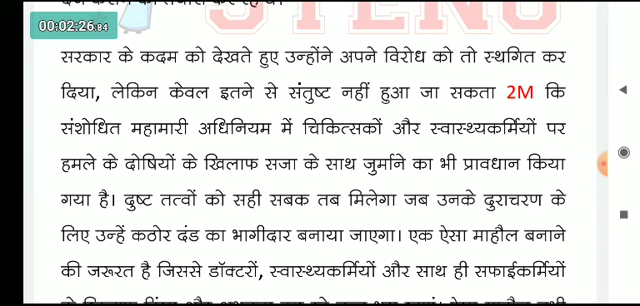 STENO
00:02:26:84
सरकार के कदम को देखते हुए उन्होंने अपने विरोध को तो स्थगित कर
दिया, लेकिन केवल इतने से संतुष्ट नहीं हुआ जा सकता 2M कि
संशोधित महामारी अधिनियम में चिकित्सकों और स्वास्थ्यकर्मियों पर
हमले के दोषियों के खिलाफ सजा के साथ जुर्माने का भी प्रावधान किया
गया है। दुष्ट तत्वों को सही सबक तब मिलेगा जब उनके दुराचरण के
लिए उन्हें कठोर दंड का भागीदार बनाया जाएगा। एक ऐसा माहौल बनाने
की जरूरत है जिससे डॉक्टरों, स्वास्थ्यकर्मियों और साथ ही सफाईकर्मियों